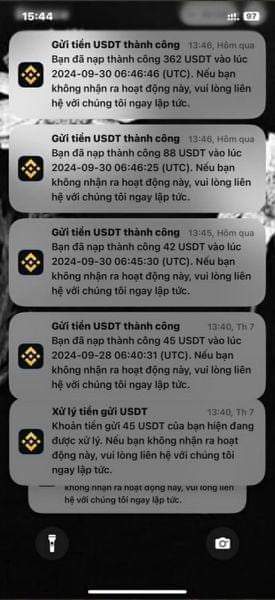 15:44
97
Gửi tiền USDT thành công
13:46, Hôm qua
Bạn đã nạp thành công 362 USDT vào lúc
2024-09-30 06:46:46 (UTC). Nếu bạn
không nhận ra hoạt động này, vui lòng liên
hệ với chúng tôi ngay lập tức.
Gửi tiền USDT thành công
13:46, Hôm qua
Bạn đã nạp thành công 88 USDT vào lúc
2024-09-30 06:46:25 (UTC). Nếu bạn
không nhận ra hoạt động này, vui lòng liên
hệ với chúng tôi ngay lập tức.
Gửi tiền USDT thành công
13:45, Hôm qua
Bạn đã nạp thành công 42 USDT vào lúc
2024-09-30 06:45:30 (UTC). Nếu bạn
không nhận ra hoạt động này, vui lòng liên
hệ với chúng tôi ngay lập tức.
Gửi tiền USDT thành công
13:40, Th 7
Bạn đã nạp thành công 45 USDT vào lúc
2024-09-28 06:40:31 (UTC). Nếu bạn
không nhận ra hoạt động này, vui lòng liên
hệ với chúng tôi ngay lập tức.
Xử lý tiền gửi USDT
13:40, Th 7
Khoản tiền gửi 45 USDT của bạn hiện đang
được xử lý. Nếu bạn không nhận ra hoạt
động này, vui lòng liên hệ với chúng tôi
ngay lập tức.
không nhận ra hoạt động này, vui lòng liên
hệ với chúng tôi ngay lập tức.